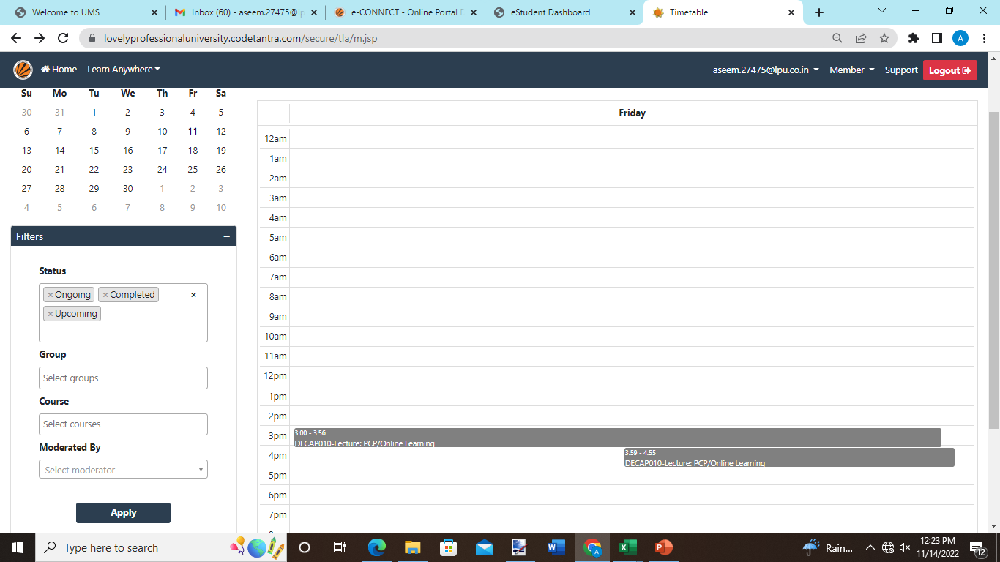 Welcome to UMS
Inbox (60) - aseem.27475@lp
e-CONNECT - Online Portal D
eStudent Dashboard
Timetable
lovelyprofessionaluniversity.codetantra.com/secure/tla/m.jsp
A
Home
Learn Anywhere
aseem.27475@lpu.co.in
Member
Support
Logout
Su Mo Tu We Th Fr Sa
30 31 1 2 3 4 5
6 7 8 9 10 11 12
13 14 15 16 17 18 19
20 21 22 23 24 25 26
27 28 29 30 1 2 3
4 5 6 7 8 9 10
Filters
Status
× Ongoing × Completed ×
× Upcoming
Group
Select groups
Course
Select courses
Moderated By
Select moderator
Apply
Friday
12am
1am
2am
3am
4am
5am
6am
7am
8am
9am
10am
11am
12pm
1pm
2pm
3pm
3:00 - 3:56
DECAP010-Lecture: PCP/Online Learning
4pm
3:59 - 4:55
DECAP010-Lecture: PCP/Online Learning
5pm
6pm
7pm
Type here to search
Rain...
12:23 PM
11/14/2022
12